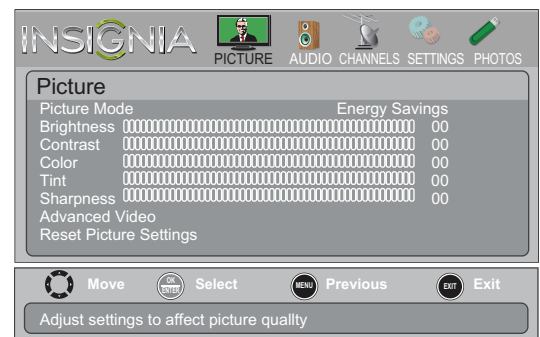 INSIGNIA
PICTURE AUDIO CHANNELS SETTINGS PHOTOS
Picture
Picture Mode Energy Savings
Brightness 00
Contrast 00
Color 00
Tint 00
Sharpness 00
Advanced Video
Reset Picture Settings
Move OK ENTER Select MENU Previous EXIT Exit
Adjust settings to affect picture quallty